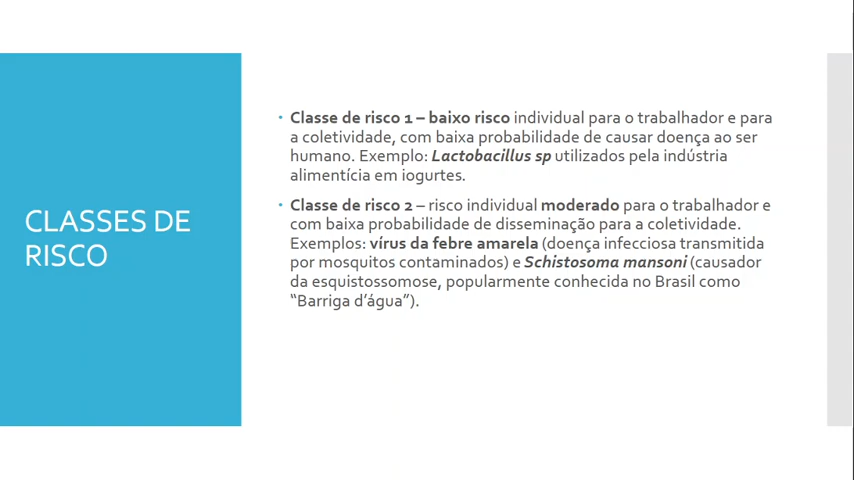 CLASSES DE
RISCO
• Classe de risco 1 – baixo risco individual para o trabalhador e para
a coletividade, com baixa probabilidade de causar doença ao ser
humano. Exemplo: Lactobacillus sp utilizados pela indústria
alimentícia em iogurtes.
• Classe de risco 2 – risco individual moderado para o trabalhador e
com baixa probabilidade de disseminação para a coletividade.
Exemplos: vírus da febre amarela (doença infecciosa transmitida
por mosquitos contaminados) e Schistosoma mansoni (causador
da esquistossomose, popularmente conhecida no Brasil como
“Barriga d’água”).